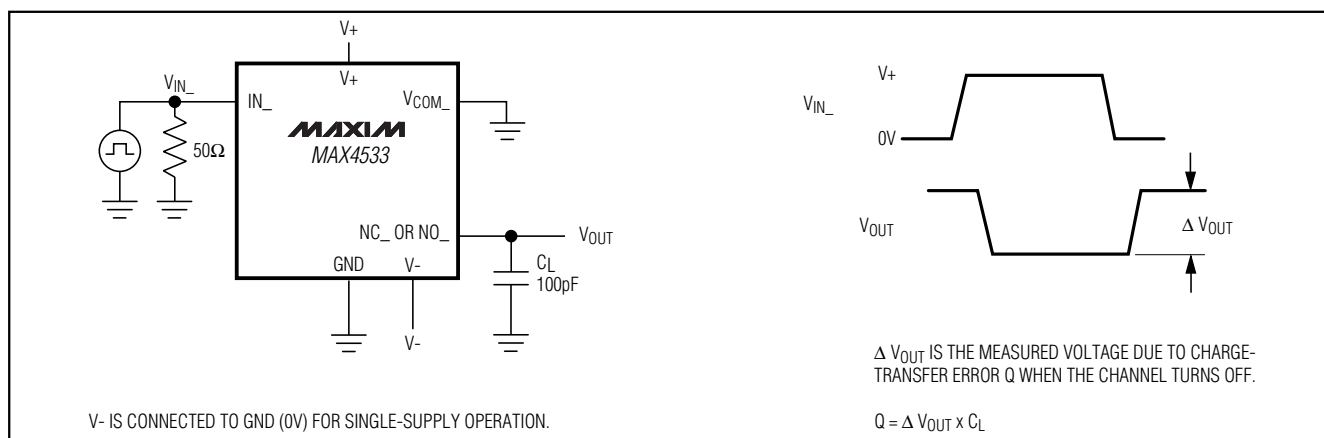 V+
V+
VIN_
IN_
VCOM_
50Ω
MAXIM
MAX4533
NC_ OR NO_
VOUT
GND
V-
CL
100pF
V-
V- IS CONNECTED TO GND (0V) FOR SINGLE-SUPPLY OPERATION.
V+
VIN_
0V
VOUT
Δ VOUT
Δ VOUT IS THE MEASURED VOLTAGE DUE TO CHARGE-
TRANSFER ERROR Q WHEN THE CHANNEL TURNS OFF.
Q = Δ VOUT x CL